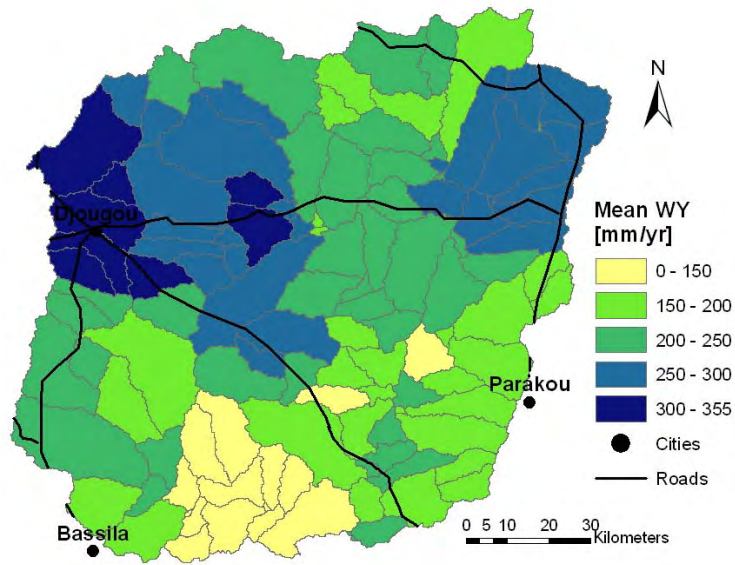 N
Djougou
Mean WY
[mm/yr]
0 - 150
150 - 200
200 - 250
250 - 300
300 - 355
Cities
Roads
Parakou
Bassila
0 5 10 20 30
Kilometers